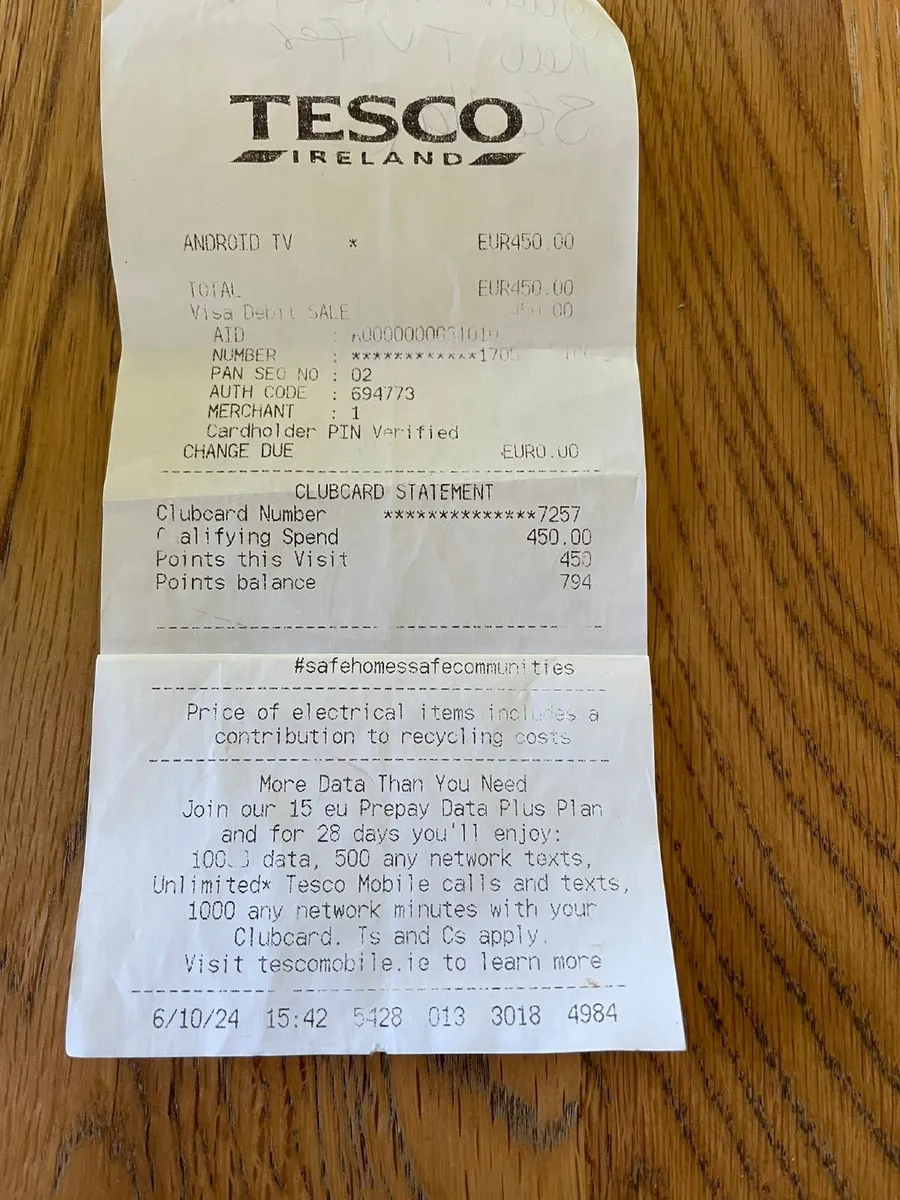 TESCO
IRELAND
ANDROID TV * EUR450.00
TOTAL EUR450.00
Visa Debit SALE
AID : A0000000031010
NUMBER : ************1705
PAN SEQ NO : 02
AUTH CODE : 694773
MERCHANT : 1
Cardholder PIN Verified
CHANGE DUE EUR0.00
CLUBCARD STATEMENT
Clubcard Number **************7257
alifying Spend 450.00
Points this Visit 450
Points balance 794
#safehomessafecommunities
Price of electrical items includes a
contribution to recycling costs
More Data Than You Need
Join our 15 eu Prepay Data Plus Plan
and for 28 days you'll enjoy:
data, 500 any network texts,
Unlimited* Tesco Mobile calls and texts,
1000 any network minutes with your
Clubcard. Ts and Cs apply.
Visit tescomobile.ie to learn more
6/10/24 15:42 5428 013 3018 4984